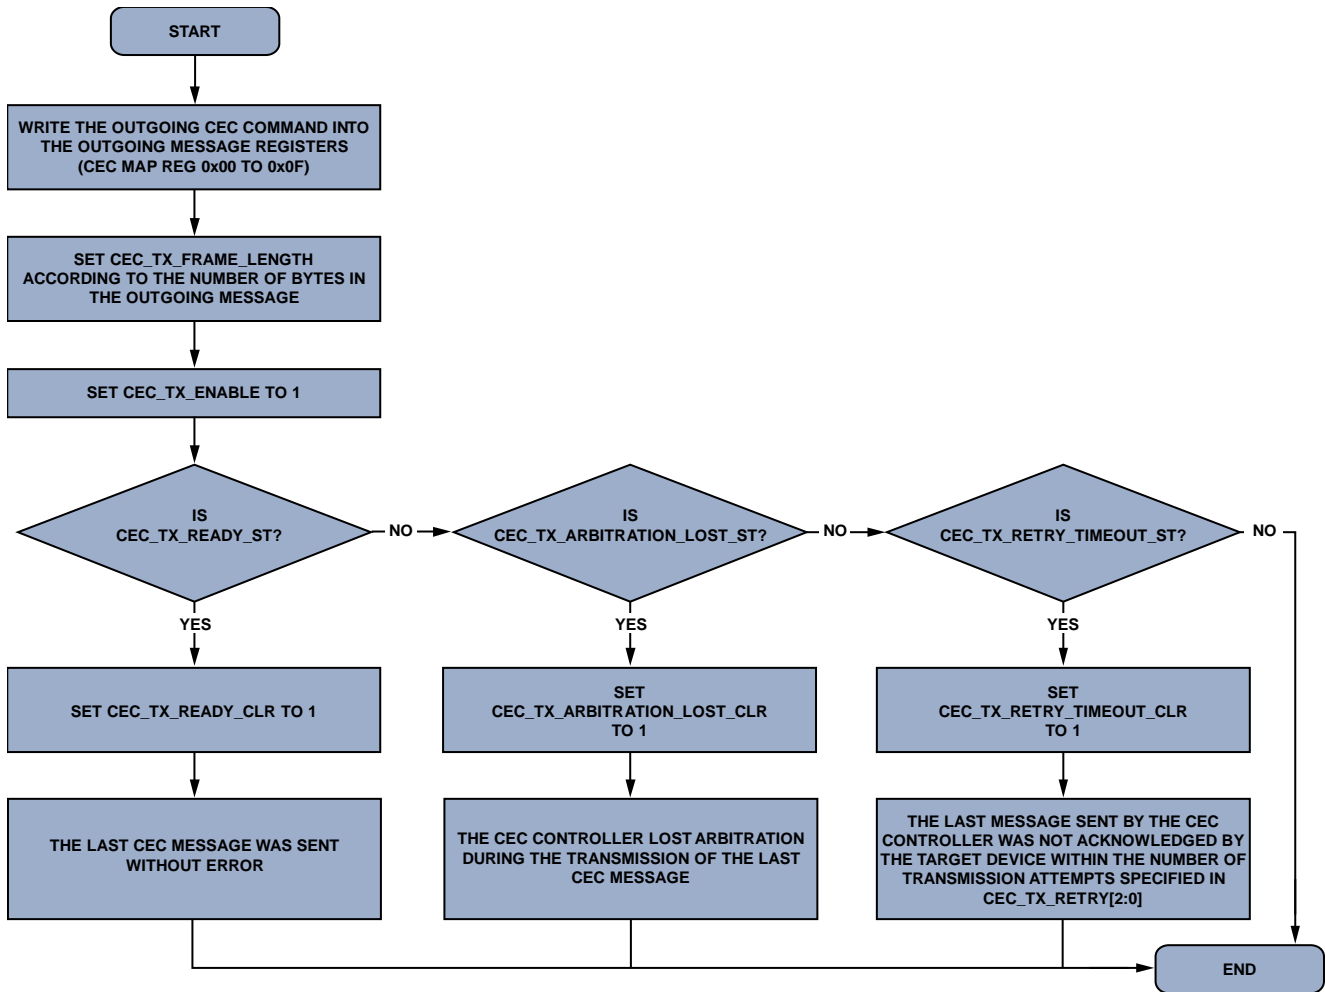 START
WRITE THE OUTGOING CEC COMMAND INTO
THE OUTGOING MESSAGE REGISTERS
(CEC MAP REG 0x00 TO 0x0F)
SET CEC_TX_FRAME_LENGTH
ACCORDING TO THE NUMBER OF BYTES IN
THE OUTGOING MESSAGE
SET CEC_TX_ENABLE TO 1
IS
CEC_TX_READY_ST?
NO
IS
CEC_TX_ARBITRATION_LOST_ST?
NO
IS
CEC_TX_RETRY_TIMEOUT_ST?
NO
YES
YES
YES
SET CEC_TX_READY_CLR TO 1
SET
CEC_TX_ARBITRATION_LOST_CLR
TO 1
SET
CEC_TX_RETRY_TIMEOUT_CLR
TO 1
THE LAST CEC MESSAGE WAS SENT
WITHOUT ERROR
THE CEC CONTROLLER LOST ARBITRATION
DURING THE TRANSMISSION OF THE LAST
CEC MESSAGE
THE LAST MESSAGE SENT BY THE CEC
CONTROLLER WAS NOT ACKNOWLEDGED BY
THE TARGET DEVICE WITHIN THE NUMBER OF
TRANSMISSION ATTEMPTS SPECIFIED IN
CEC_TX_RETRY[2:0]
END